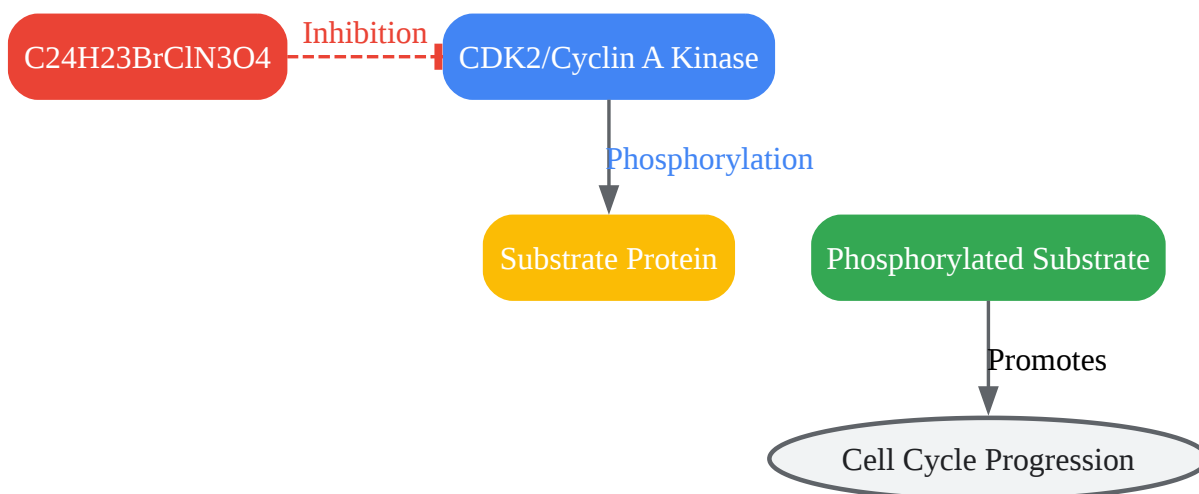 C24H23BrClN3O4
Inhibition
CDK2/Cyclin A Kinase
Phosphorylation
Substrate Protein
Phosphorylated Substrate
Promotes
Cell Cycle Progression